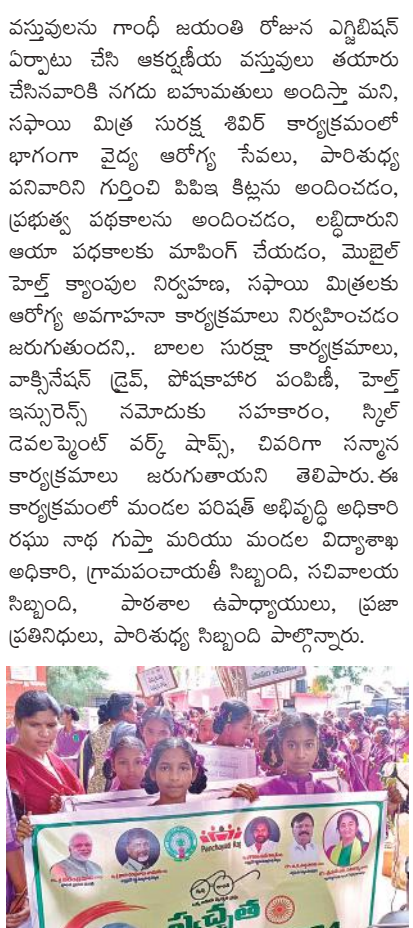 వస్తువులను గాంధీ జయంతి రోజున ఎగ్జిబిషన్
ఏర్పాటు చేసి ఆకర్షణీయ వస్తువులు తయారు
చేసినవారికి నగదు బహుమతులు అందిస్తా మని,
సఫాయి మిత్ర సురక్ష శివిర్ కార్యక్రమంలో
భాగంగా వైద్య ఆరోగ్య సేవలు, పారిశుధ్య
పనివారిని గుర్తించి పిపిఇ కిట్లను అందించడం,
ప్రభుత్వ పథకాలను అందించడం, లబ్ధిదారుని
ఆయా పధకాలకు మాపింగ్ చేయడం, మొబైల్
హెల్త్ క్యాంపుల నిర్వహణ, సఫాయి మిత్రలకు
ఆరోగ్య అవగాహనా కార్యక్రమాలు నిర్వహించడం
జరుగుతుందని,. బాలల సురక్షా కార్యక్రమాలు,
వాక్సినేషన్ డ్రైవ్, పోషకాహార పంపిణీ, హెల్త్
ఇన్సురెన్స్ నమోదుకు సహకారం, స్కిల్
డెవలప్మెంట్ వర్క్ షాప్స్, చివరిగా సన్మాన
కార్యక్రమాలు జరుగుతాయని తెలిపారు.ఈ
కార్యక్రమంలో మండల పరిషత్ అభివృద్ధి అధికారి
రఘు నాథ గుప్తా మరియు మండల విద్యాశాఖ
అధికారి, గ్రామపంచాయతీ సిబ్బంది, సచివాలయ
సిబ్బంది, పాఠశాల ఉపాధ్యాయులు, ప్రజా
ప్రతినిధులు, పారిశుధ్య సిబ్బంది పాల్గొన్నారు.
Panchayati Raj
స్వచ్ఛత